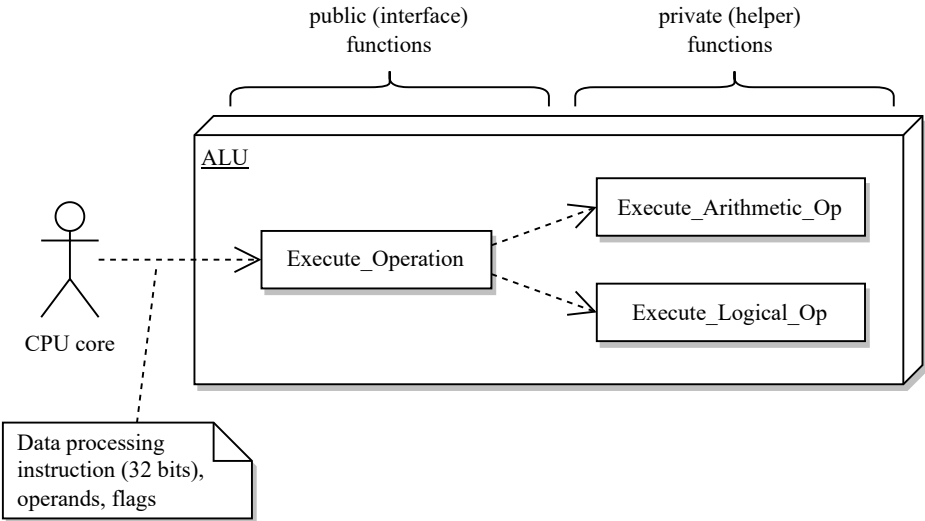 public (interface)
functions
private (helper)
functions
ALU
Execute_Arithmetic_Op
Execute_Operation
Execute_Logical_Op
CPU core
Data processing
instruction (32 bits),
operands, flags